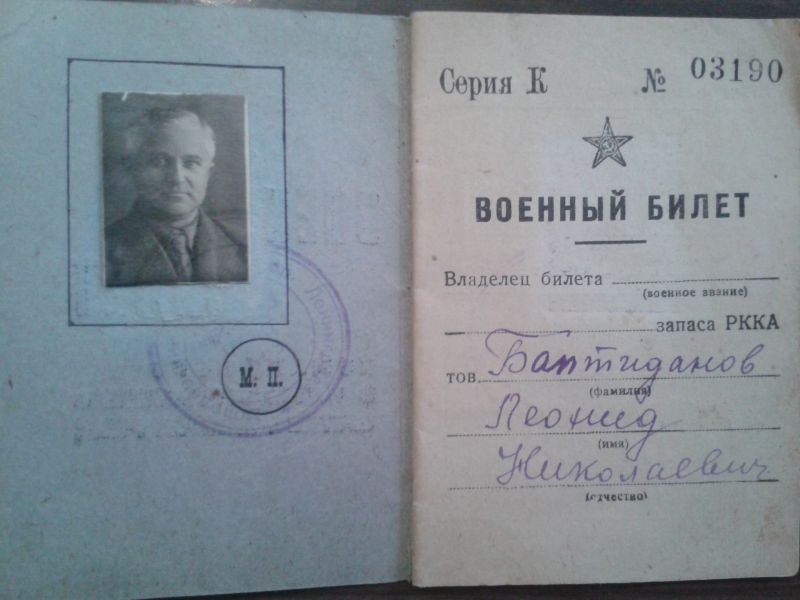 М. П.
Серия К № 03190
ВОЕННЫЙ БИЛЕТ
Владелец билета
(военное звание)
запаса РККА
тов. Баптиданов
(фамилия)
Леонид
(имя)
Николаевич
(отчество)